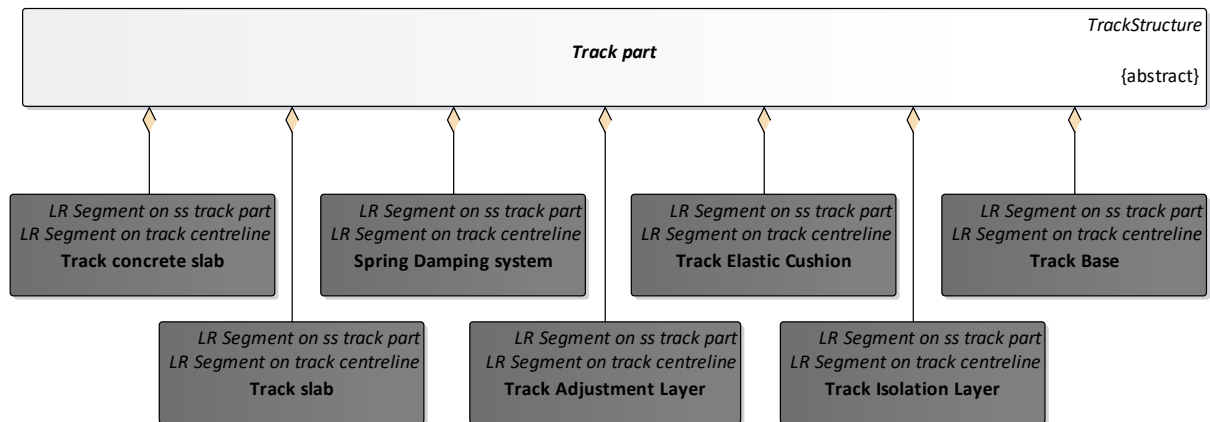 TrackStructure
Track part
{abstract}
LR Segment on ss track part
LR Segment on track centreline
Track concrete slab
LR Segment on ss track part
LR Segment on track centreline
Spring Damping system
LR Segment on ss track part
LR Segment on track centreline
Track Elastic Cushion
LR Segment on ss track part
LR Segment on track centreline
Track Base
LR Segment on ss track part
LR Segment on track centreline
Track slab
LR Segment on ss track part
LR Segment on track centreline
Track Adjustment Layer
LR Segment on ss track part
LR Segment on track centreline
Track Isolation Layer